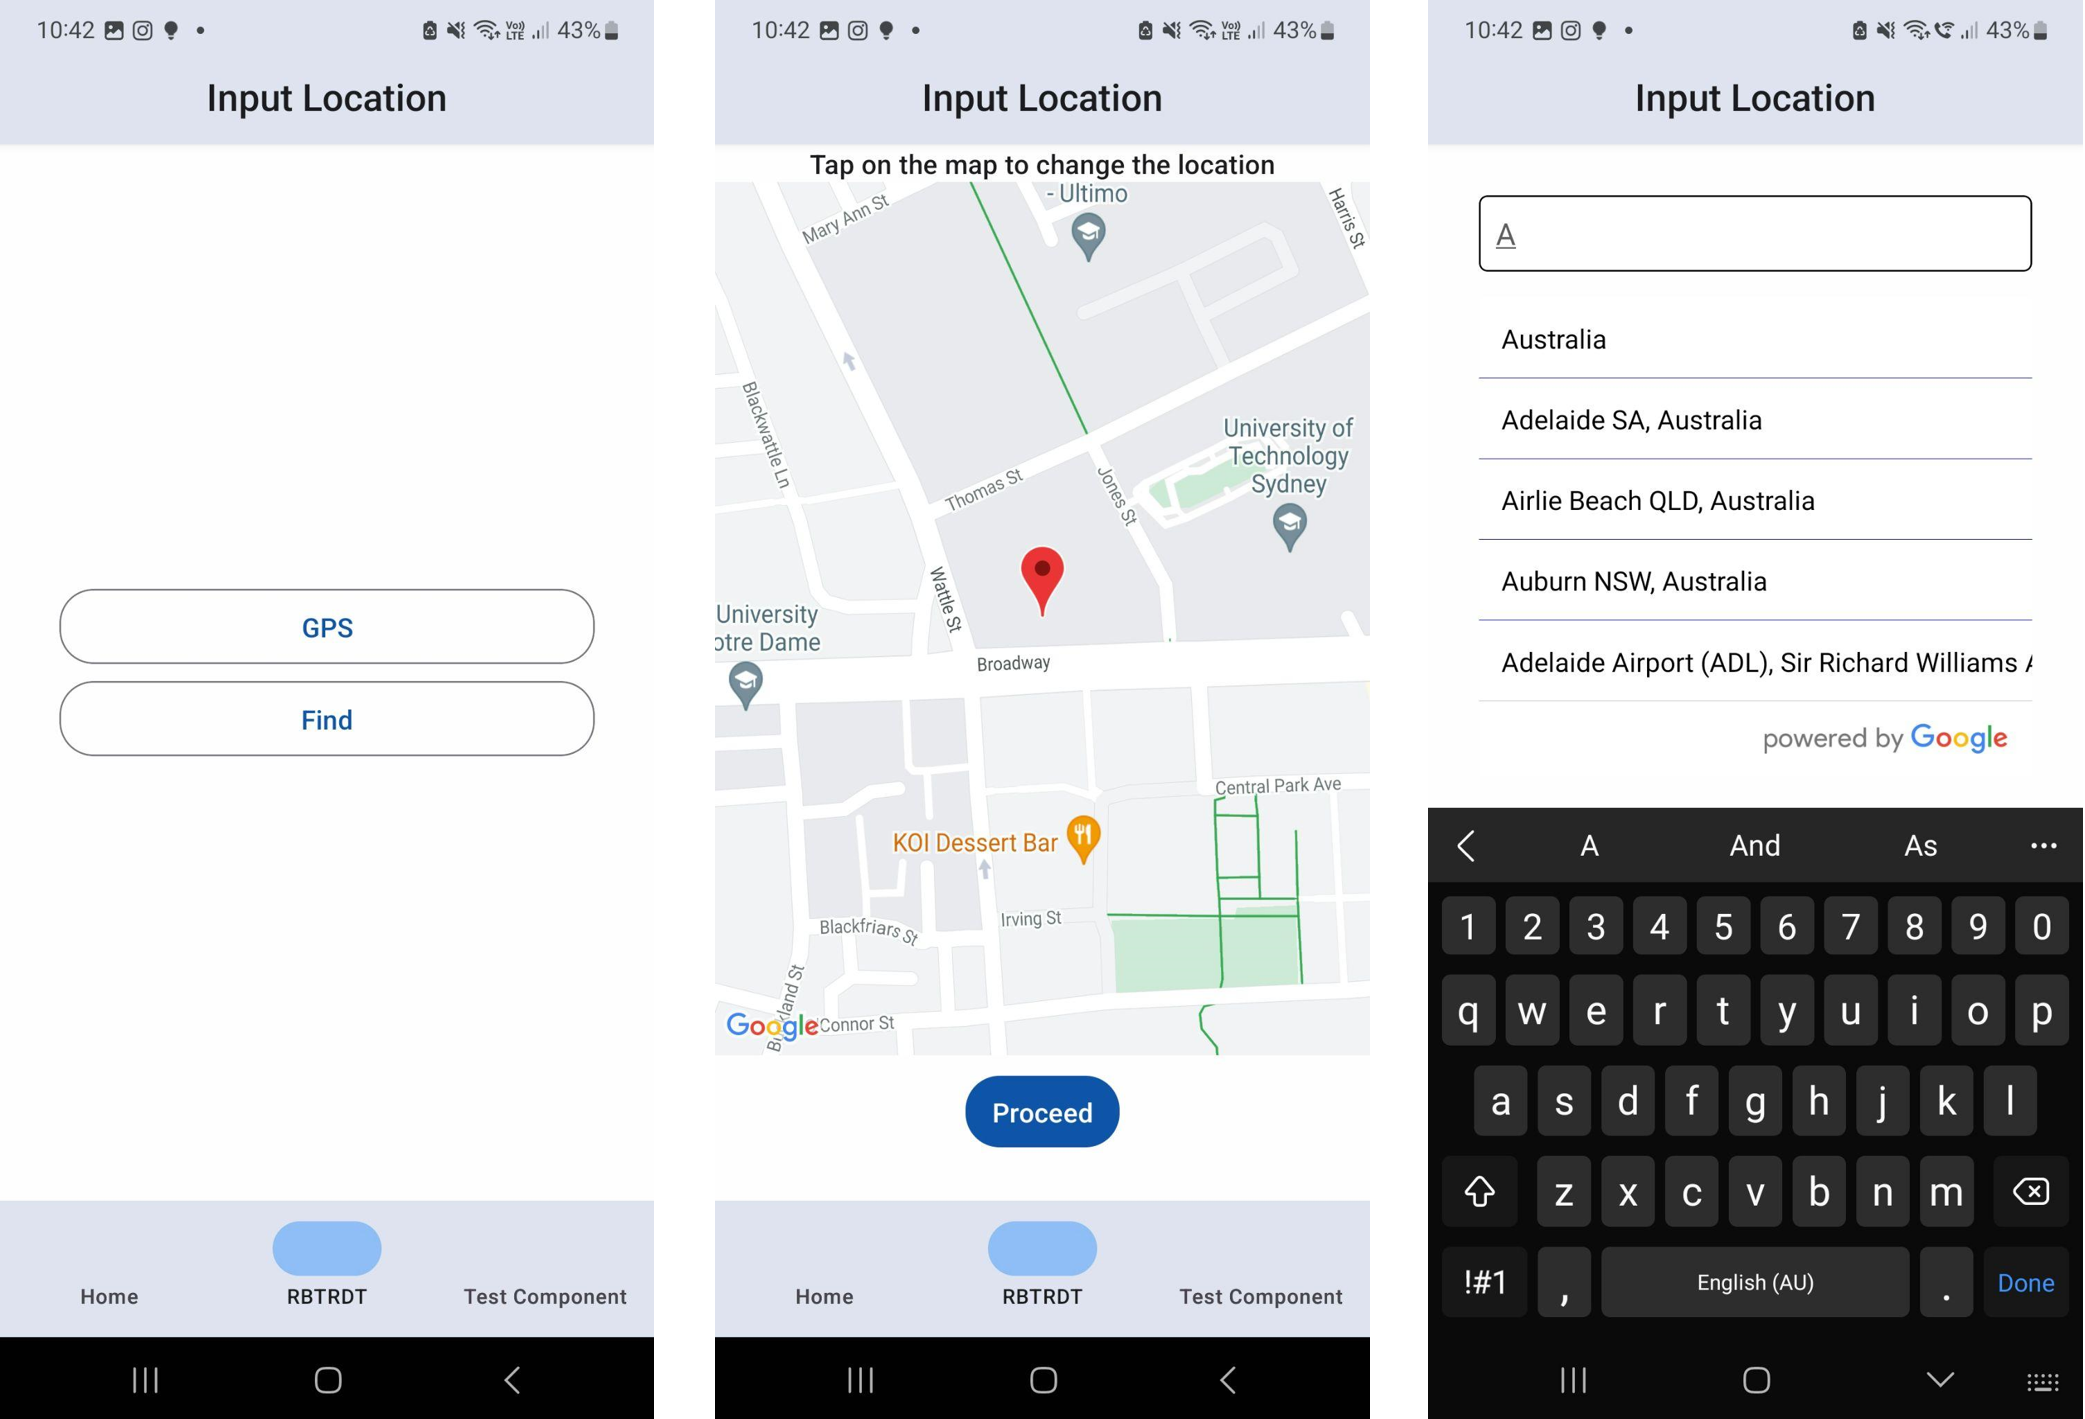 10:42
Vo))
LTE
43%
Input Location
GPS
Find
Home
RBTRDT
Test Component
10:42
Vo))
LTE
43%
Input Location
Tap on the map to change the location
- Ultimo
Mary Ann St
Harris St
Blackwattle Ln
University of
Technology
Sydney
Thomas St
Jones St
Wattle St
University
otre Dame
Broadway
Central Park Ave
KOI Dessert Bar
Irving St
Blackfriars St
Google
Connor St
Proceed
Home
RBTRDT
Test Component
10:42
43%
Input Location
A
Australia
Adelaide SA, Australia
Airlie Beach QLD, Australia
Auburn NSW, Australia
Adelaide Airport (ADL), Sir Richard Williams
powered by Google
A And As
1 2 3 4 5 6 7 8 9 0
q w e r t y u i o p
a s d f g h j k l
z x c v b n m
!#1 , English (AU) . Done